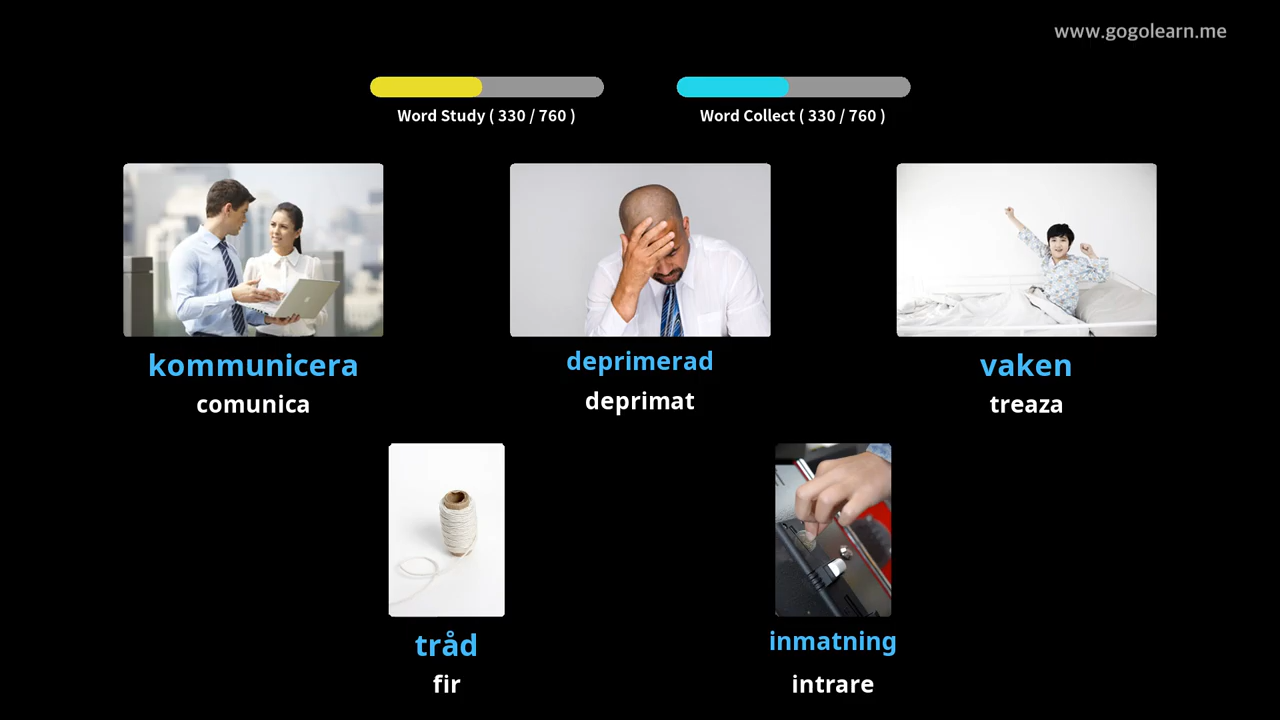 www.gogolearn.me
Word Study ( 330 / 760 )
Word Collect ( 330 / 760 )
kommunicera
comunica
deprimerad
deprimat
vaken
treaza
tråd
fir
inmatning
intrare